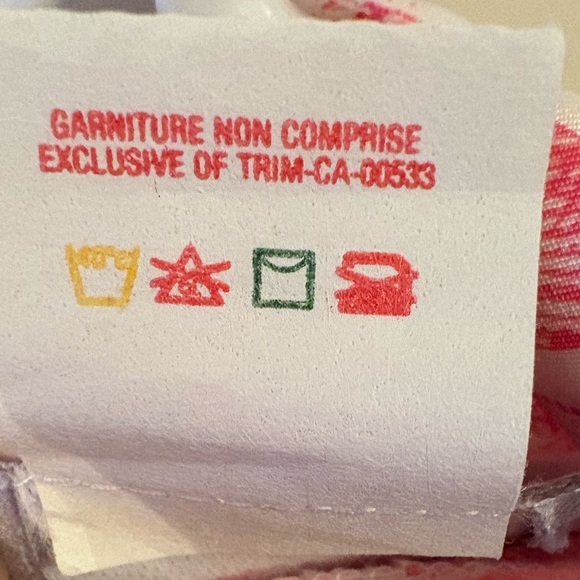 GARNITURE NON COMPRISE
EXCLUSIVE OF TRIM-CA-00533